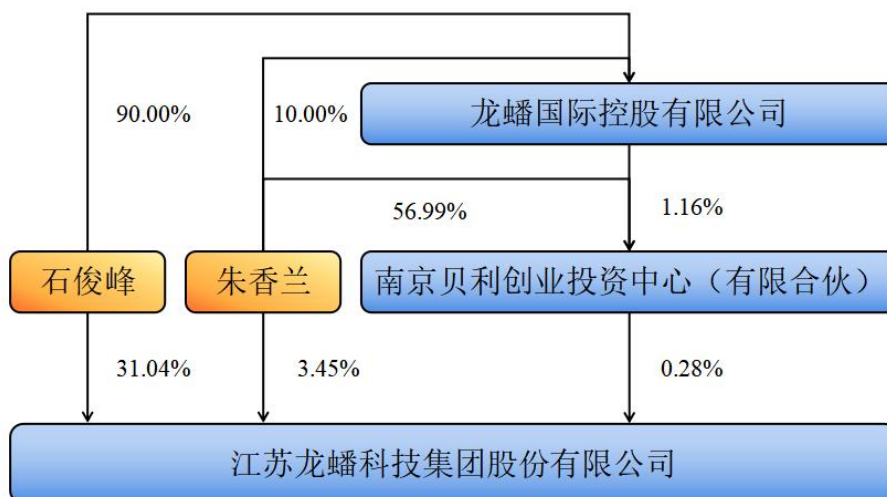 90.00%
10.00%
龙蟠国际控股有限公司
56.99%
1.16%
石俊峰
朱香兰
南京贝利创业投资中心（有限合伙）
31.04%
3.45%
0.28%
江苏龙蟠科技集团股份有限公司